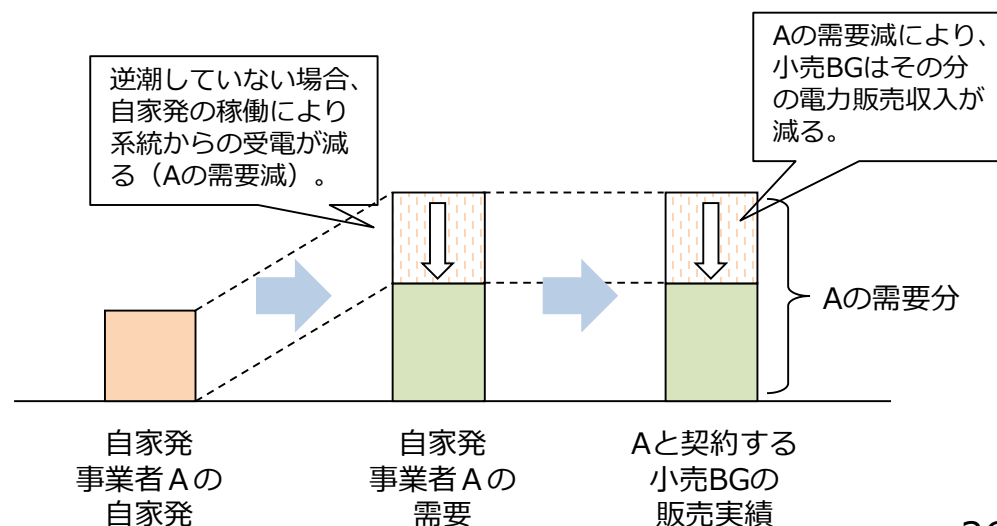 逆潮していない場合、
自家発の稼働により
系統からの受電が減
る（Aの需要減）。
Aの需要減により、
小売BGはその分
の電力販売収入が
減る。
Aの需要分
自家発
事業者Ａの
自家発
自家発
事業者Ａの
需要
Aと契約する
小売BGの
販売実績